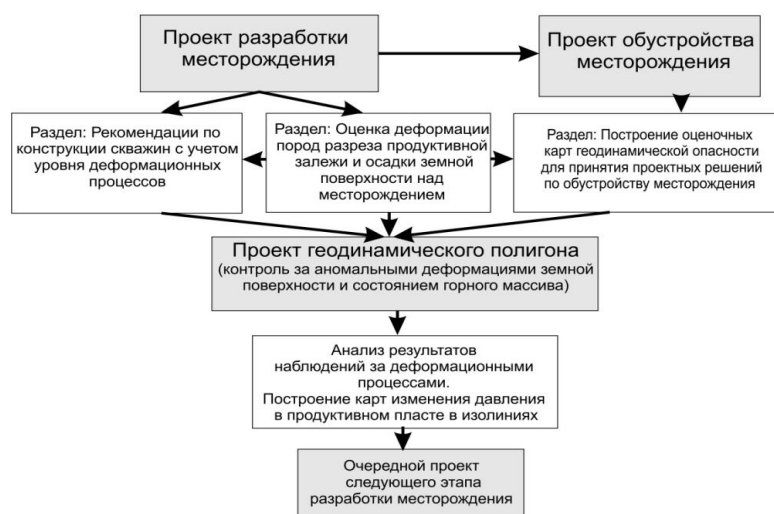 Проект разработки
месторождения
Проект обустройства
месторождения
Раздел: Рекомендации по
конструкции скважин с учетом
уровня деформационных
процессов
Раздел: Оценка деформации
пород разреза продуктивной
залежи и осадки земной
поверхности над
месторождением
Раздел: Построение оценочных
карт геодинамической опасности
для принятия проектных решений
по обустройству месторождения
Проект геодинамического полигона
(контроль за аномальными деформациями земной
поверхности и состоянием горного массива)
Анализ результатов
наблюдений за деформационными
процессами.
Построение карт изменения давления
в продуктивном пласте в изолиниях
Очередной проект
следующего этапа
разработки месторождения